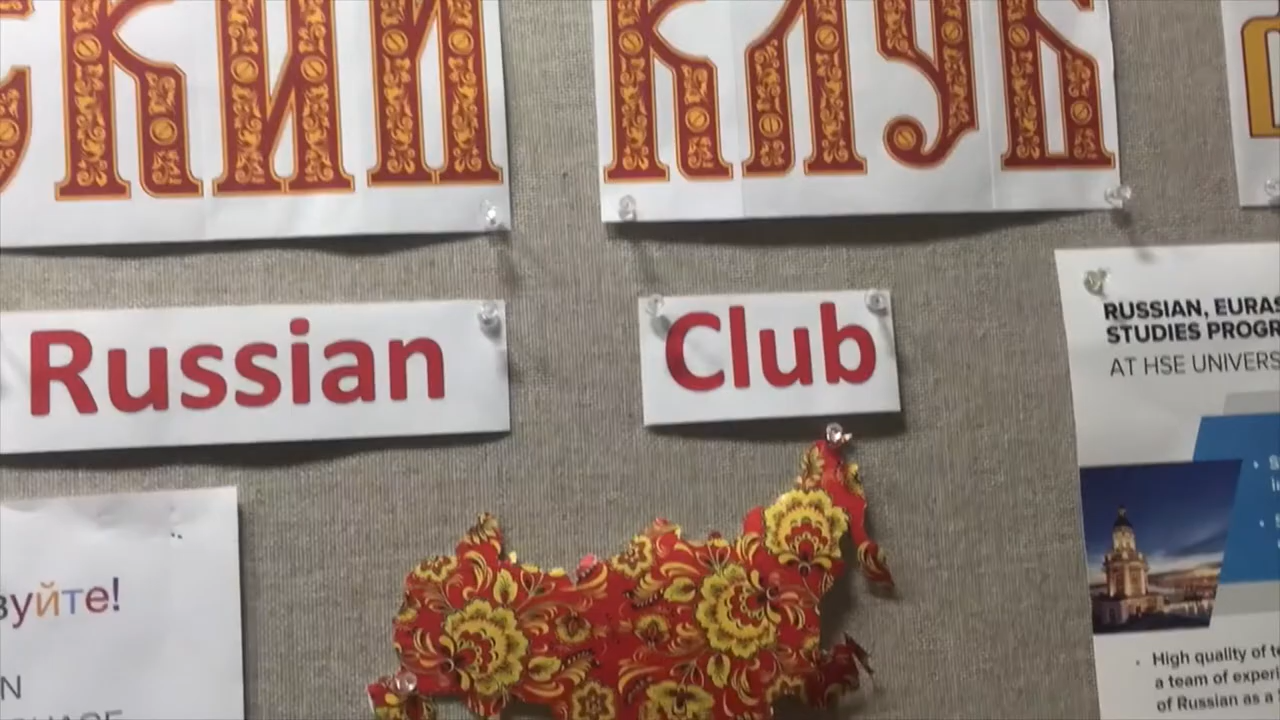 СКИЙ КЛУБ
Russian Club
RUSSIAN, EURAS
STUDIES PROGR
AT HSE UNIVERS
вуйте!
High quality of te
a team of experi
of Russian as a